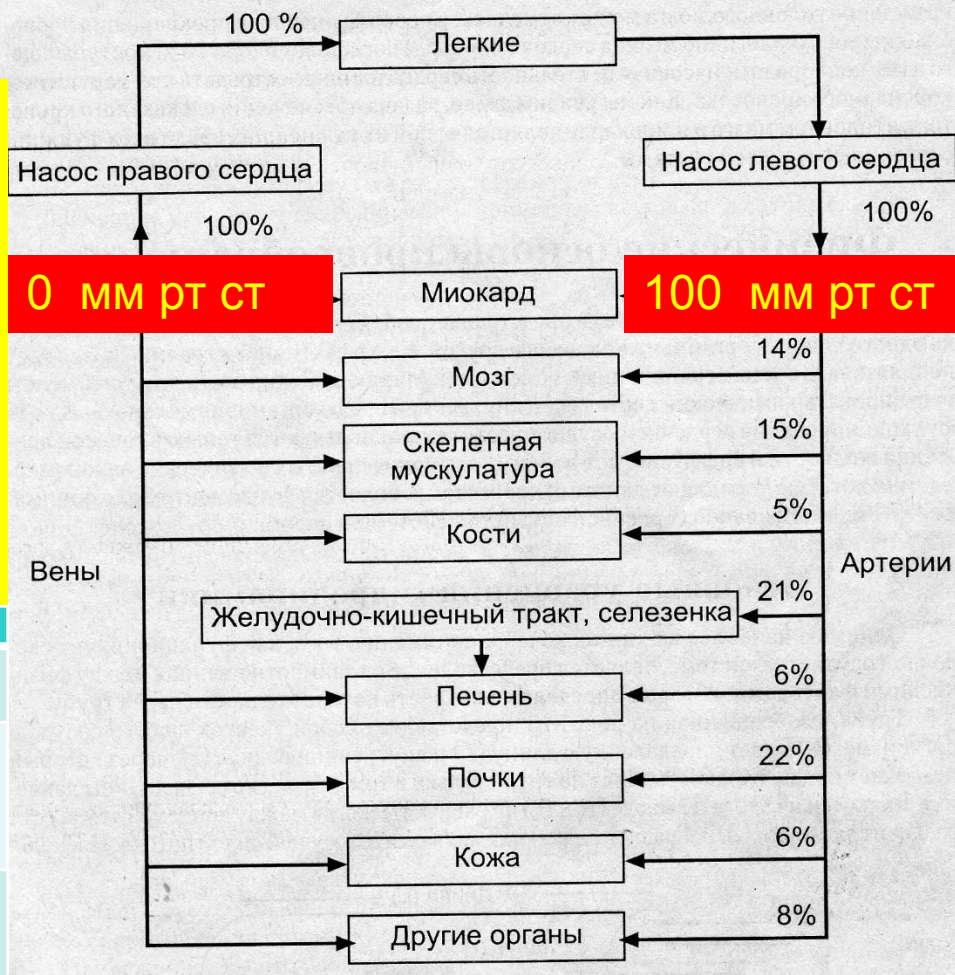 100 %
Легкие
Насос правого сердца
Насос левого сердца
100%
100%
0 мм рт ст
Миокард
100 мм рт ст
14%
Мозг
15%
Скелетная
мускулатура
5%
Кости
Вены
Артерии
21%
Желудочно-кишечный тракт, селезенка
6%
Печень
22%
Почки
6%
Кожа
8%
Другие органы